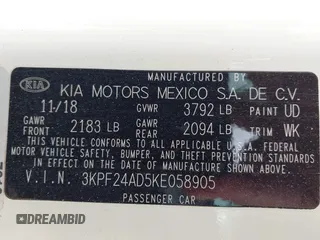 MANUFACTURED BY
KIA KIA MOTORS MEXICO S.A. DE C.V.
11/18 GVWR 3792 LB PAINT UD
GAWR FRONT 2183 LB GAWR REAR 2094 LB TRIM WK
THIS VEHICLE CONFORMS TO ALL APPLICABLE U.S.A. FEDERAL
MOTOR VEHICLE SAFETY, BUMPER, AND THEFT PREVENTION
STANDARDS IN EFFECT ON THE DATE OF MANUFACTURE SHOWN ABOVE.
V.I.N. 3KPF24AD5KE058905
PASSENGER CAR
©AUTOBIDMASTER